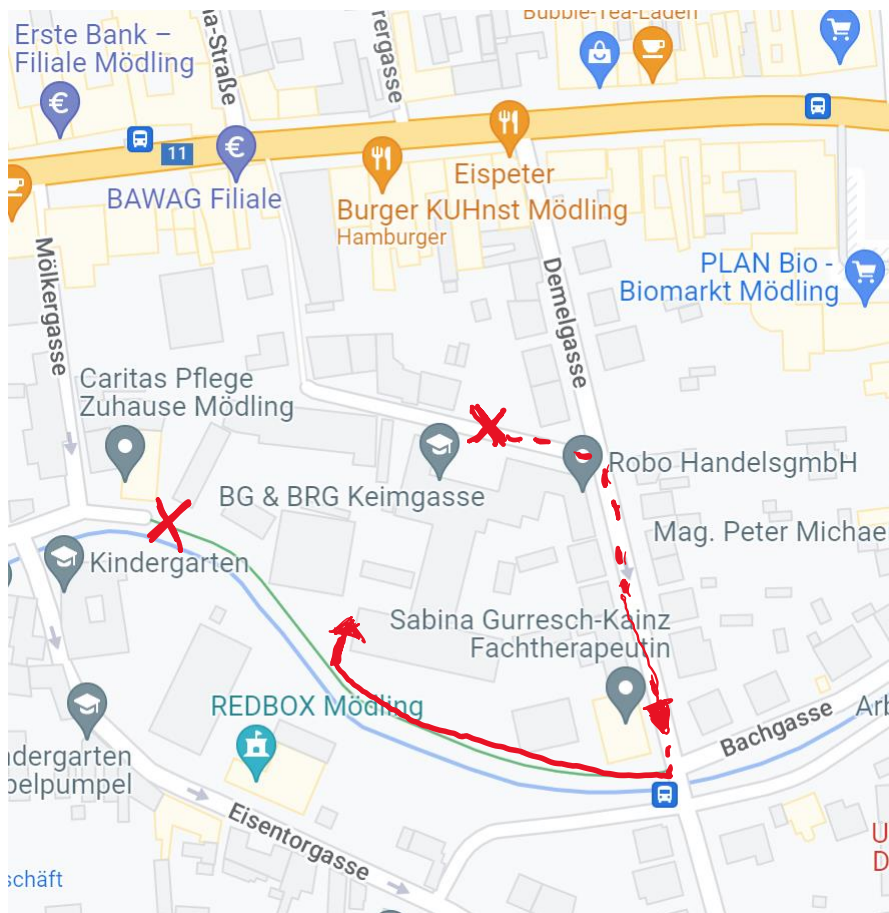 Bubble-Tea-Laden
Erste Bank –
Filiale Mödling
na-Straße
rergasse
11
BAWAG Filiale
Eispeter
Burger KUHnst Mödling
Hamburger
PLAN Bio -
Biomarkt Mödling
Mölkergasse
Demelgasse
Caritas Pflege
Zuhause Mödling
Robo HandelsgmbH
BG & BRG Keimgasse
Mag. Peter Michae
Kindergarten
Sabina Gurresch-Kainz
Fachtherapeutin
REDBOX Mödling
Bachgasse
Arb
ndergarten
pelpumpel
Eisentorgasse
schäft
U
D